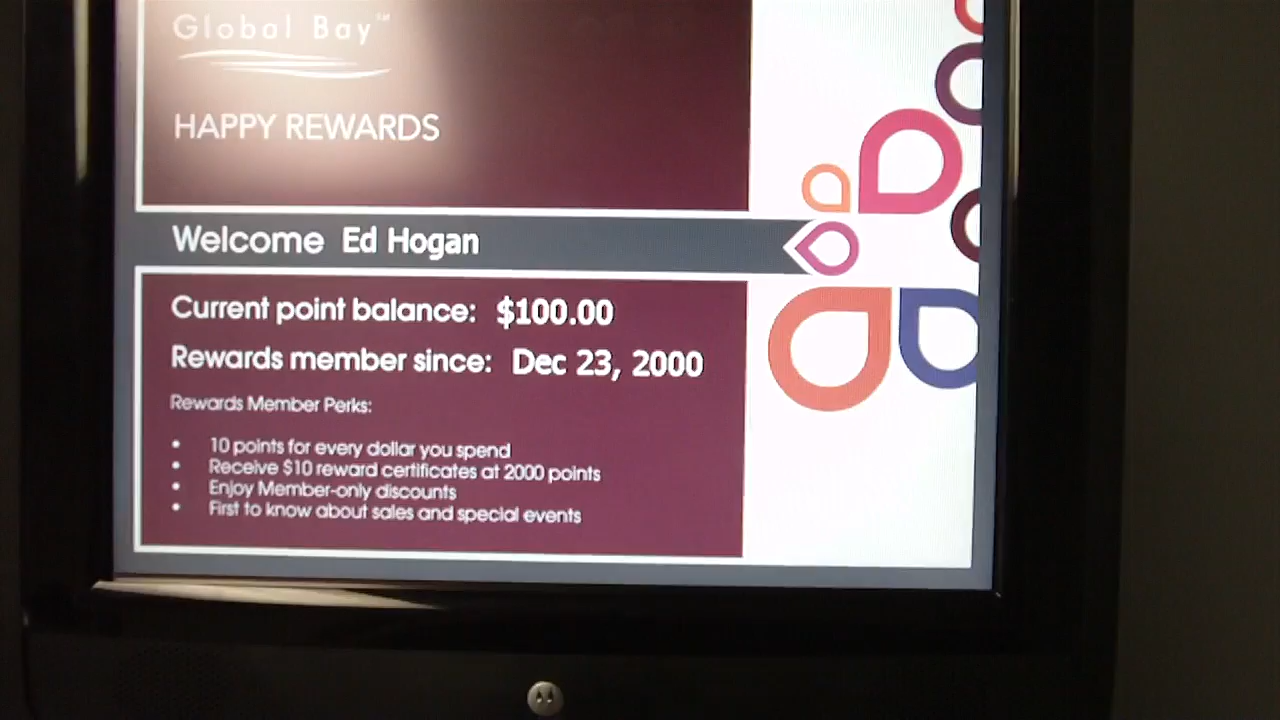 Global Bay™
HAPPY REWARDS
Welcome Ed Hogan
Current point balance: $100.00
Rewards member since: Dec 23, 2000
Rewards Member Perks:
• 10 points for every dollar you spend
• Receive $10 reward certificates at 2000 points
• Enjoy Member-only discounts
• First to know about sales and special events